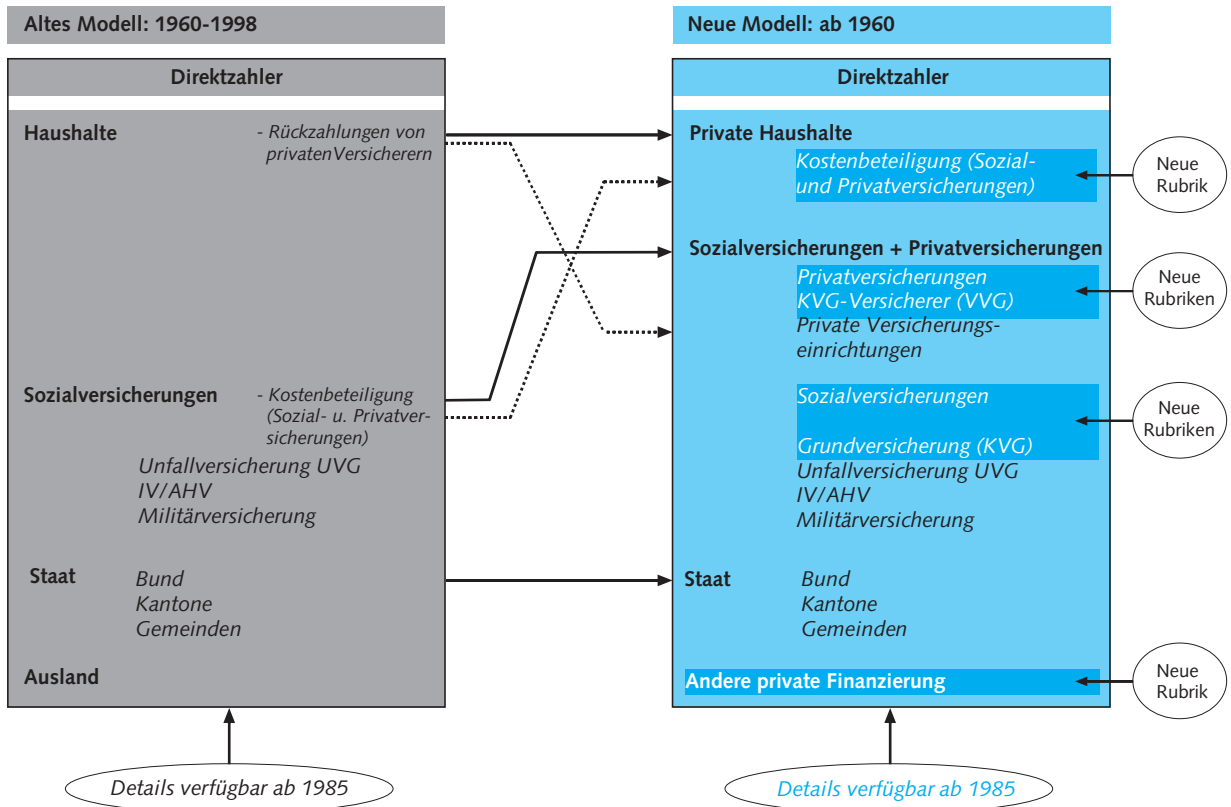 Altes Modell: 1960-1998
Direktzahler
Haushalte
- Rückzahlungen von
privatenVersicherern
Sozialversicherungen
- Kostenbeteiligung
(Sozial- u. Privatver-
sicherungen)
Unfallversicherung UVG
IV/AHV
Militärversicherung
Staat
Bund
Kantone
Gemeinden
Ausland
Details verfügbar ab 1985
Neue Modell: ab 1960
Direktzahler
Private Haushalte
Kostenbeteiligung (Sozial-
und Privatversicherungen)
Neue
Rubrik
Sozialversicherungen + Privatversicherungen
Privatversicherungen
KVG-Versicherer (VVG)
Neue
Rubriken
Private Versicherungs-
einrichtungen
Sozialversicherungen
Grundversicherung (KVG)
Neue
Rubriken
Unfallversicherung UVG
IV/AHV
Militärversicherung
Staat
Bund
Kantone
Gemeinden
Andere private Finanzierung
Neue
Rubrik
Details verfügbar ab 1985